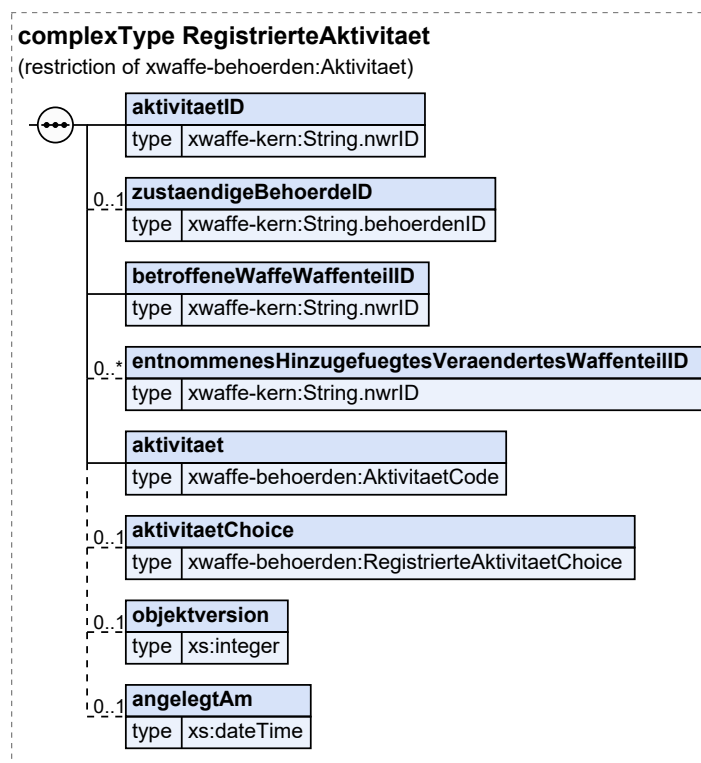 complexType RegistrierteAktivitaet
(restriction of xwaffe-behoerden:Aktivitaet)
aktivitaetID
type xwaffe-kern:String.nwrID
0..1 zustaendigeBehoerdeID
type xwaffe-kern:String.behoerdenID
betroffeneWaffeWaffenteilID
type xwaffe-kern:String.nwrID
0..* entnommenesHinzugefuegtesVeraendertesWaffenteilID
type xwaffe-kern:String.nwrID
aktivitaet
type xwaffe-behoerden:AktivitaetCode
0..1 aktivitaetChoice
type xwaffe-behoerden:RegistrierteAktivitaetChoice
0..1 objektversion
type xs:integer
0..1 angelegtAm
type xs:dateTime